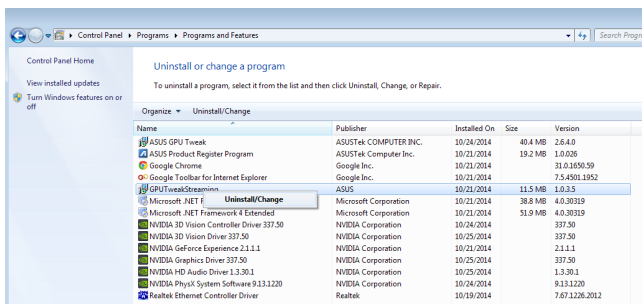 Control Panel ▸ Programs ▸ Programs and Features
Search Progr
Control Panel Home
View installed updates
Turn Windows features on or
off
Uninstall or change a program
To uninstall a program, select it from the list and then click Uninstall, Change, or Repair.
Organize Uninstall/Change
Name Publisher Installed On Size Version
ASUS GPU Tweak ASUSTek COMPUTER INC. 10/24/2014 40.4 MB 2.6.4.0
ASUS Product Register Program ASUSTek Computer Inc. 10/21/2014 19.2 MB 1.0.026
Google Chrome Google Inc. 10/21/2014 31.0.1650.59
Google Toolbar for Internet Explorer Google Inc. 10/21/2014 7.5.4501.1952
GPUTweakStreaming ASUS 10/21/2014 11.5 MB 1.0.3.5
Uninstall/Change
Microsoft .NET F Microsoft Corporation 10/21/2014 38.8 MB 4.0.30319
Microsoft .NET Framework 4 Extended Microsoft Corporation 10/21/2014 51.9 MB 4.0.30319
NVIDIA 3D Vision Controller Driver 337.50 NVIDIA Corporation 10/24/2014 337.50
NVIDIA 3D Vision Driver 337.50 NVIDIA Corporation 10/25/2014 337.50
NVIDIA GeForce Experience 2.1.1.1 NVIDIA Corporation 10/21/2014 2.1.1.1
NVIDIA Graphics Driver 337.50 NVIDIA Corporation 10/25/2014 337.50
NVIDIA HD Audio Driver 1.3.30.1 NVIDIA Corporation 10/25/2014 1.3.30.1
NVIDIA PhysX System Software 9.13.1220 NVIDIA Corporation 10/24/2014 9.13.1220
Realtek Ethernet Controller Driver Realtek 10/19/2014 7.67.1226.2012